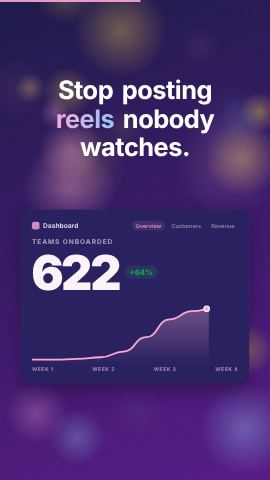 Stop posting
reels nobody
watches.
Dashboard
Overview Customers Revenue
TEAMS ONBOARDED
622 +64%
WEEK 1 WEEK 2 WEEK 3 WEEK 4